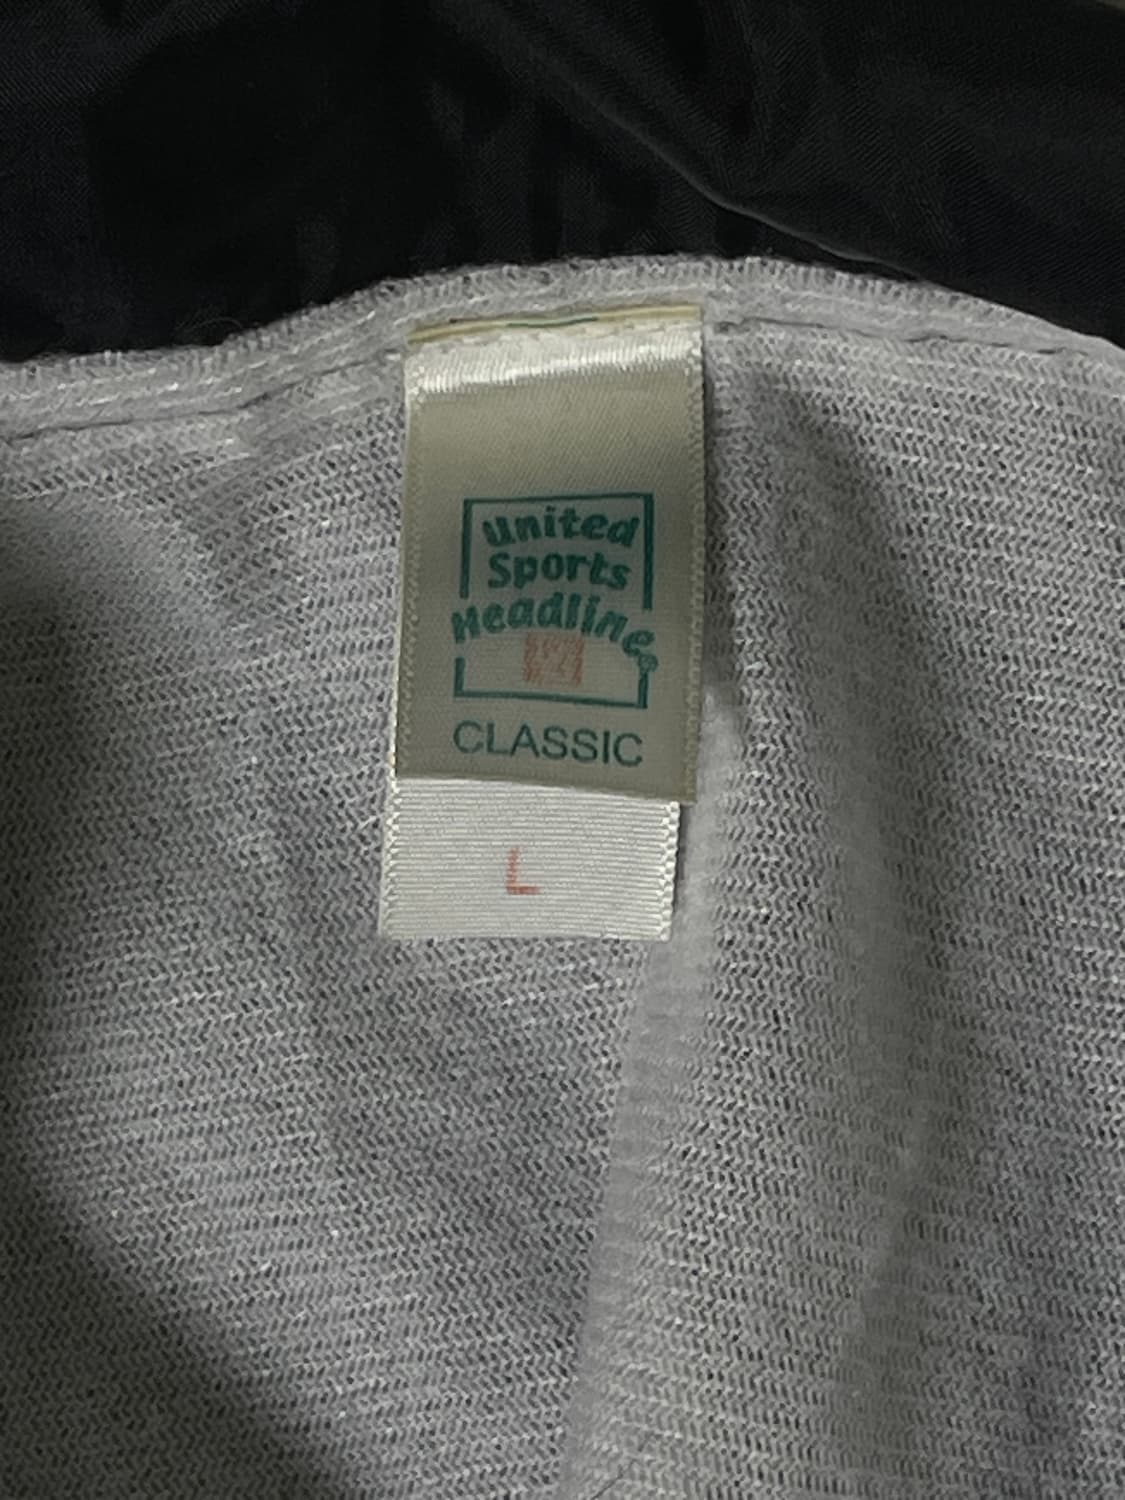 United
Sports
Headline
CLASSIC
L